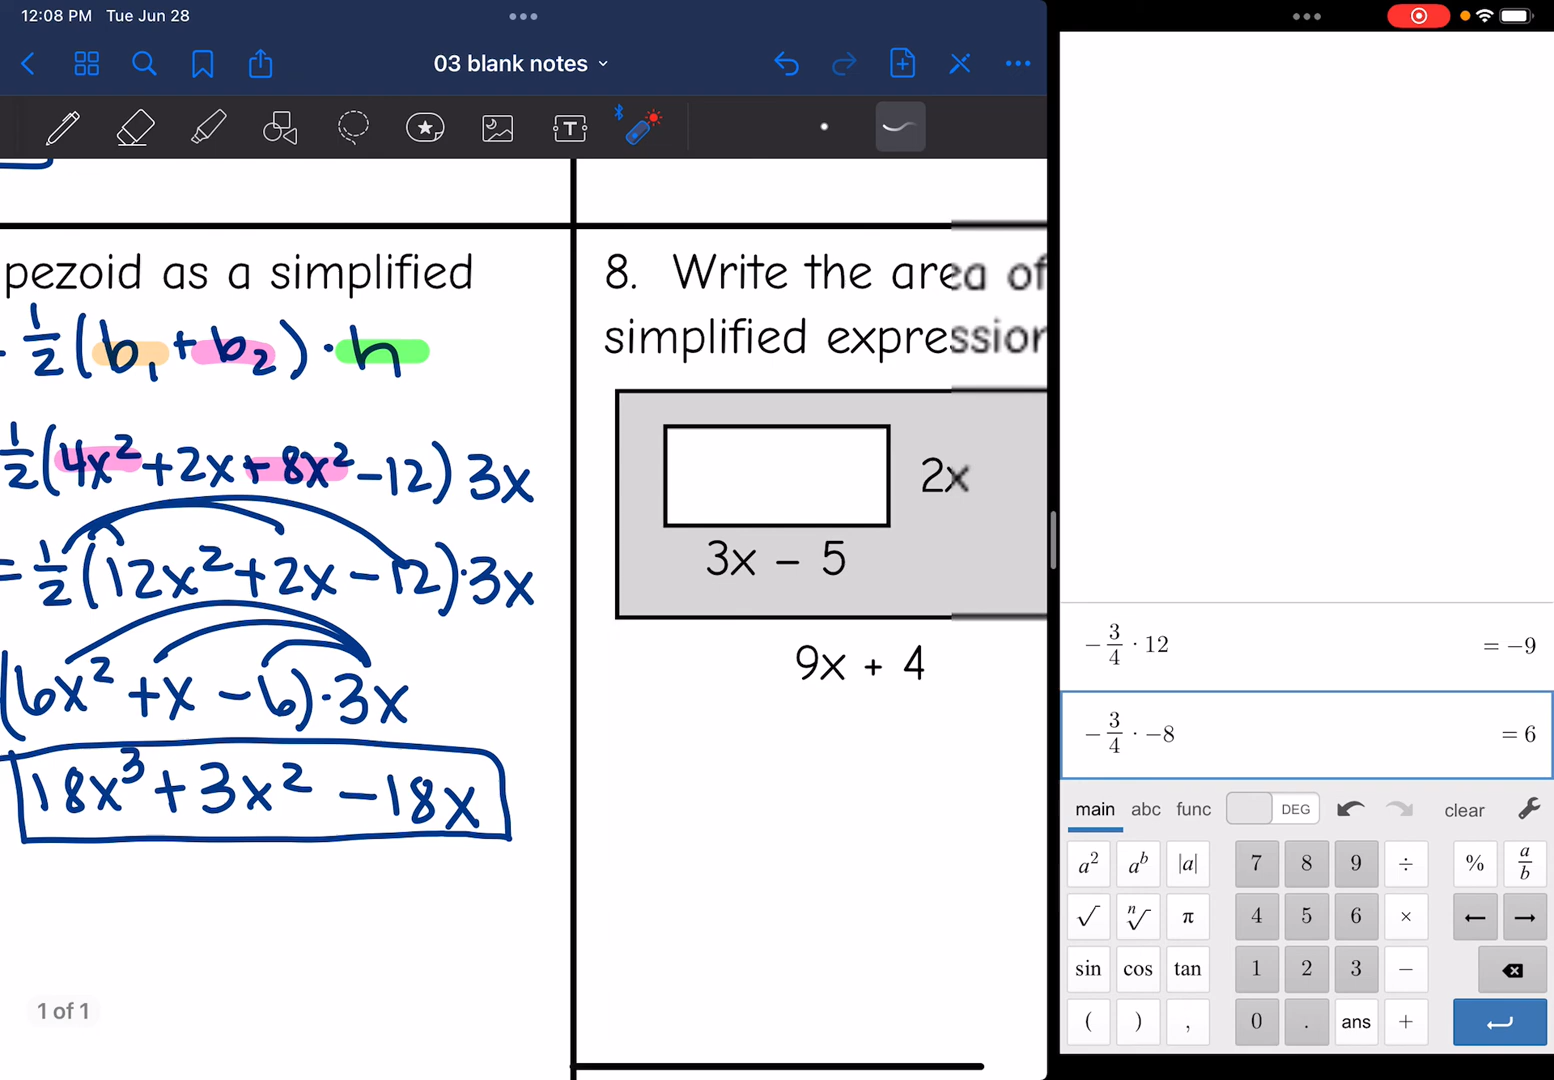 12:08 PM Tue Jun 28
03 blank notes
T
pezoid as a simplified
1/2 (b₁ + b₂) · h
1/2 (4x² + 2x + 8x² - 12) 3x
= 1/2 (12x² + 2x - 12) · 3x
(6x² + x - 6) · 3x
18x³ + 3x² - 18x
1 of 1
8. Write the area of
simplified expression
2x
3x - 5
9x + 4
-3/4 · 12 = -9
-3/4 · -8 = 6
main abc func DEG clear
a² aᵇ |a| 7 8 9 ÷ % a/b
√ ⁿ√ π 4 5 6 × ← →
sin cos tan 1 2 3 −
( ) , 0 . ans +